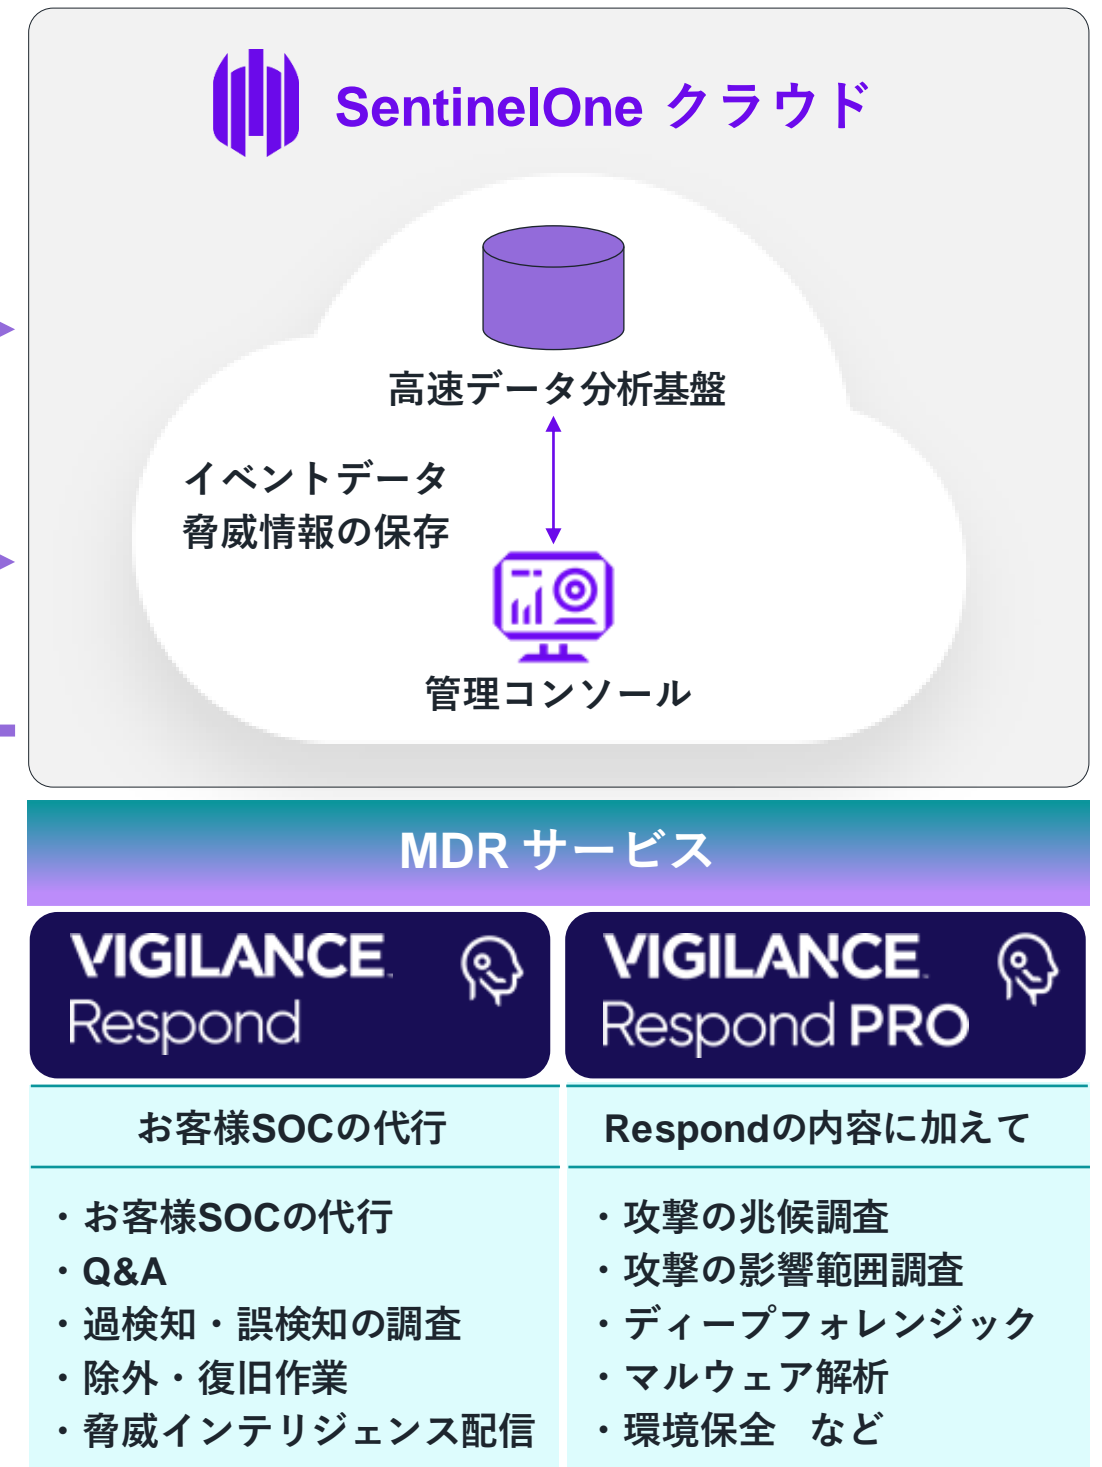 SentinelOne クラウド
高速データ分析基盤
イベントデータ
脅威情報の保存
管理コンソール
MDR サービス
VIGILANCE
Respond
VIGILANCE
Respond PRO
お客様SOCの代行
Respondの内容に加えて
・お客様SOCの代行
・Q&A
・過検知・誤検知の調査
・除外・復旧作業
・脅威インテリジェンス配信
・攻撃の兆候調査
・攻撃の影響範囲調査
・ディープフォレンジック
・マルウェア解析
・環境保全　など